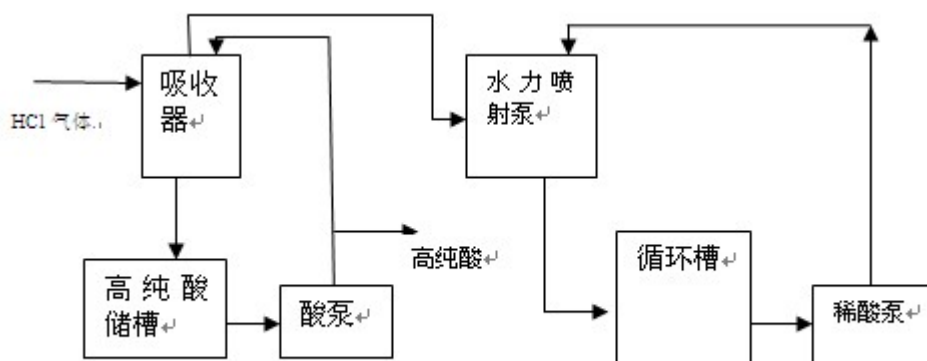 吸收
器↵
水 力 喷
射泵↵
HCl 气体.↓
高纯酸↵
循环槽↵
高 纯 酸
储槽↵
酸泵↵
稀酸泵↵